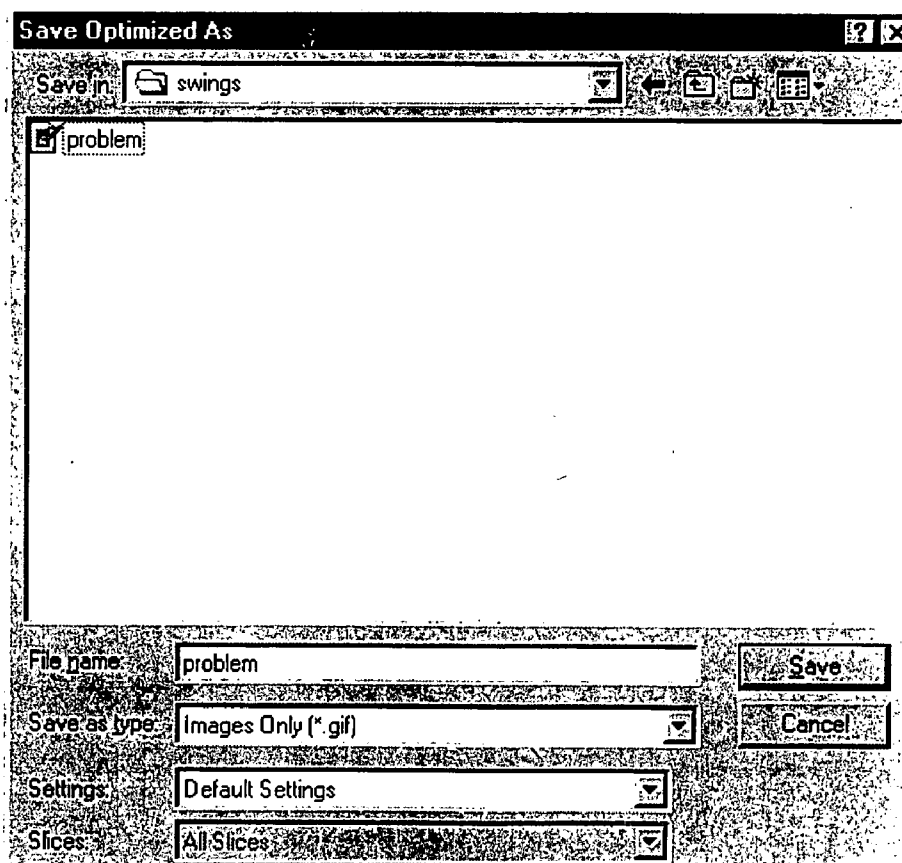 Save Optimized As
Save in: swings
problem
File name: problem
Save
Save as type: Images Only (*.gif)
Cancel
Settings: Default Settings
Slices: All Slices